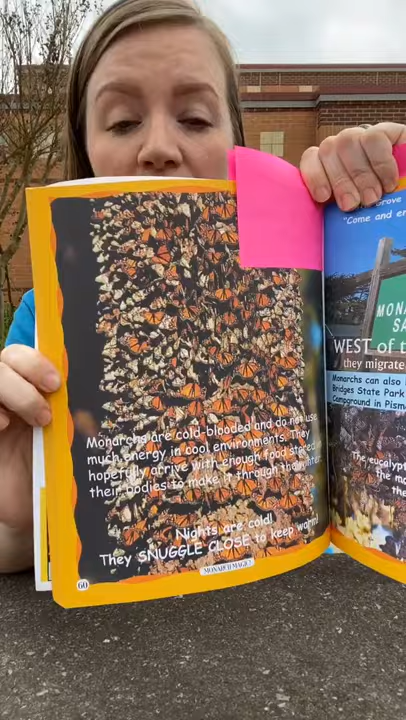 Monarchs are cold-blooded and do not use
much energy in cool environments. They
hopefully arrive with enough food stored in
their bodies to make it through the winter.
Nights are cold!
They SNUGGLE CLOSE to keep warm!
60
MONARCH MAGIC!
Grove
"Come and
MONA
SA
WEST of t
they migrate
Monarchs can also
Bridges State Park
Campground in Pism
The eucalypt
the mo
the